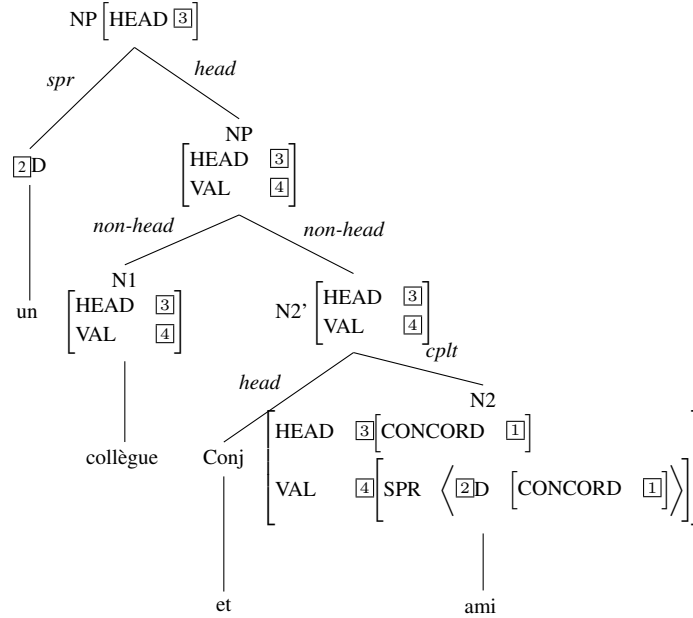 NP [HEAD 3]
spr head
2 D
NP
[HEAD 3
VAL 4]
non-head non-head
un
N1
[HEAD 3
VAL 4]
N2' [HEAD 3
VAL 4]
head cplt
N2
collègue
Conj
[HEAD 3 [CONCORD 1]
VAL 4 [SPR ⟨ 2 D [CONCORD 1] ⟩]]
et ami